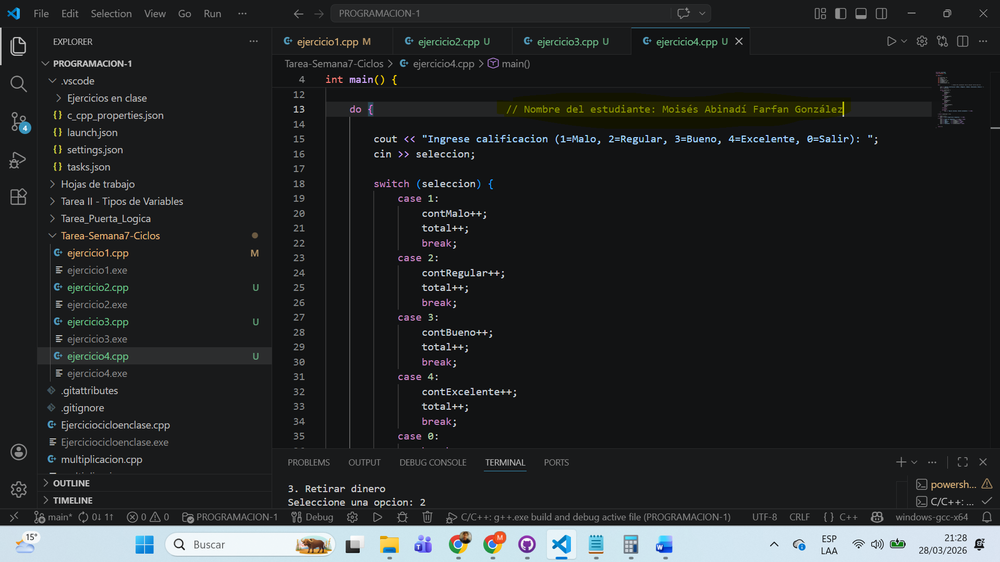 File Edit Selection View Go Run ···
PROGRAMACION-1
EXPLORER
PROGRAMACION-1
.vscode
Ejercicios en clase
{} c_cpp_properties.json
{} launch.json
{} settings.json
{} tasks.json
Hojas de trabajo
Tarea II - Tipos de Variables
Tarea_Puerta_Logica
Tarea-Semana7-Ciclos
ejercicio1.cpp M
ejercicio1.exe
ejercicio2.cpp U
ejercicio2.exe
ejercicio3.cpp U
ejercicio3.exe
ejercicio4.cpp U
ejercicio4.exe
.gitattributes
.gitignore
Ejerciciocicloenclase.cpp
Ejerciciocicloenclase.exe
multiplicacion.cpp
OUTLINE
TIMELINE
4
ejercicio1.cpp M ejercicio2.cpp U ejercicio3.cpp U ejercicio4.cpp U
Tarea-Semana7-Ciclos > ejercicio4.cpp > main()
4 int main() {
12
13 do { // Nombre del estudiante: Moisés Abinadí Farfan González
14
15 cout << "Ingrese calificacion (1=Malo, 2=Regular, 3=Bueno, 4=Excelente, 0=Salir): ";
16 cin >> seleccion;
17
18 switch (seleccion) {
19 case 1:
20 contMalo++;
21 total++;
22 break;
23 case 2:
24 contRegular++;
25 total++;
26 break;
27 case 3:
28 contBueno++;
29 total++;
30 break;
31 case 4:
32 contExcelente++;
33 total++;
34 break;
35 case 0:
PROBLEMS OUTPUT DEBUG CONSOLE TERMINAL PORTS
3. Retirar dinero
Seleccione una opcion: 2
powersh...
C/C++: ...
main* 0↓ 1↑ 0 0 PROGRAMACION-1 Debug C/C++: g++.exe build and debug active file (PROGRAMACION-1) UTF-8 CRLF {} C++ windows-gcc-x64
15°
Buscar
M
ESP
LAA
21:28
28/03/2026